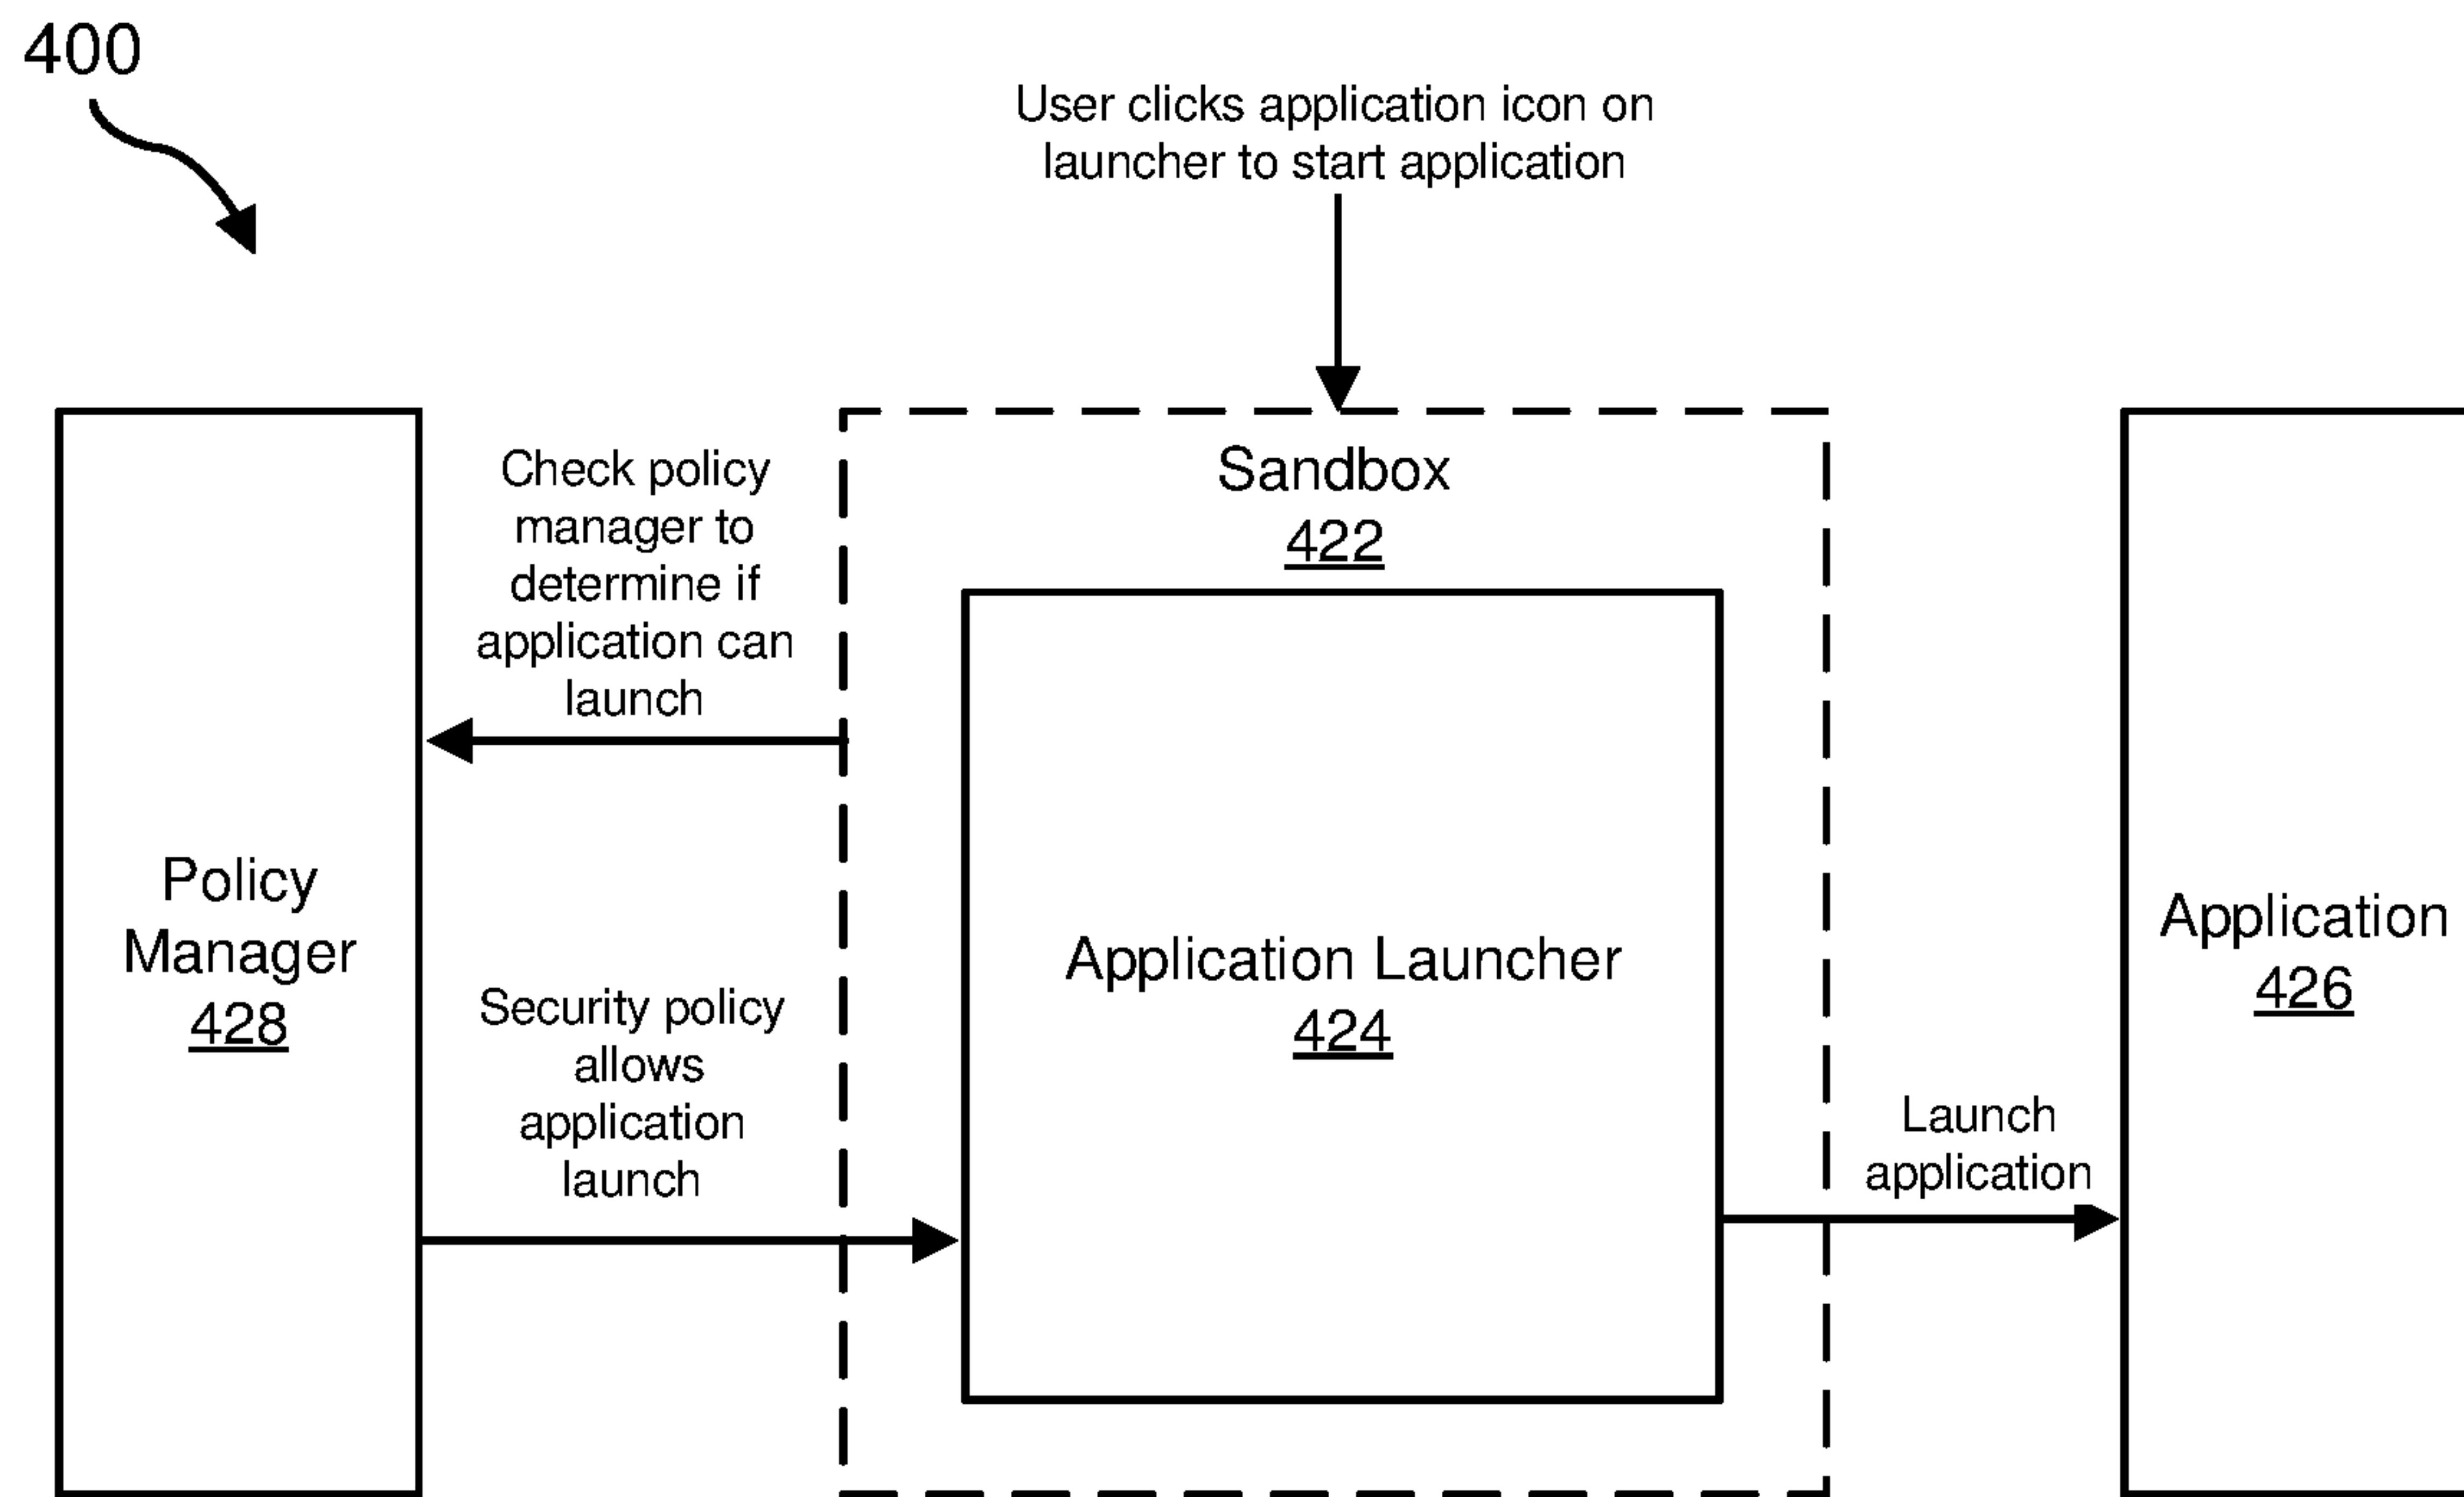 400
User clicks application icon on
launcher to start application
Check policy
manager to
determine if
application can
launch
Sandbox
422
Policy
Manager
428
Security policy
allows
application
launch
Application Launcher
424
Launch
application
Application
426